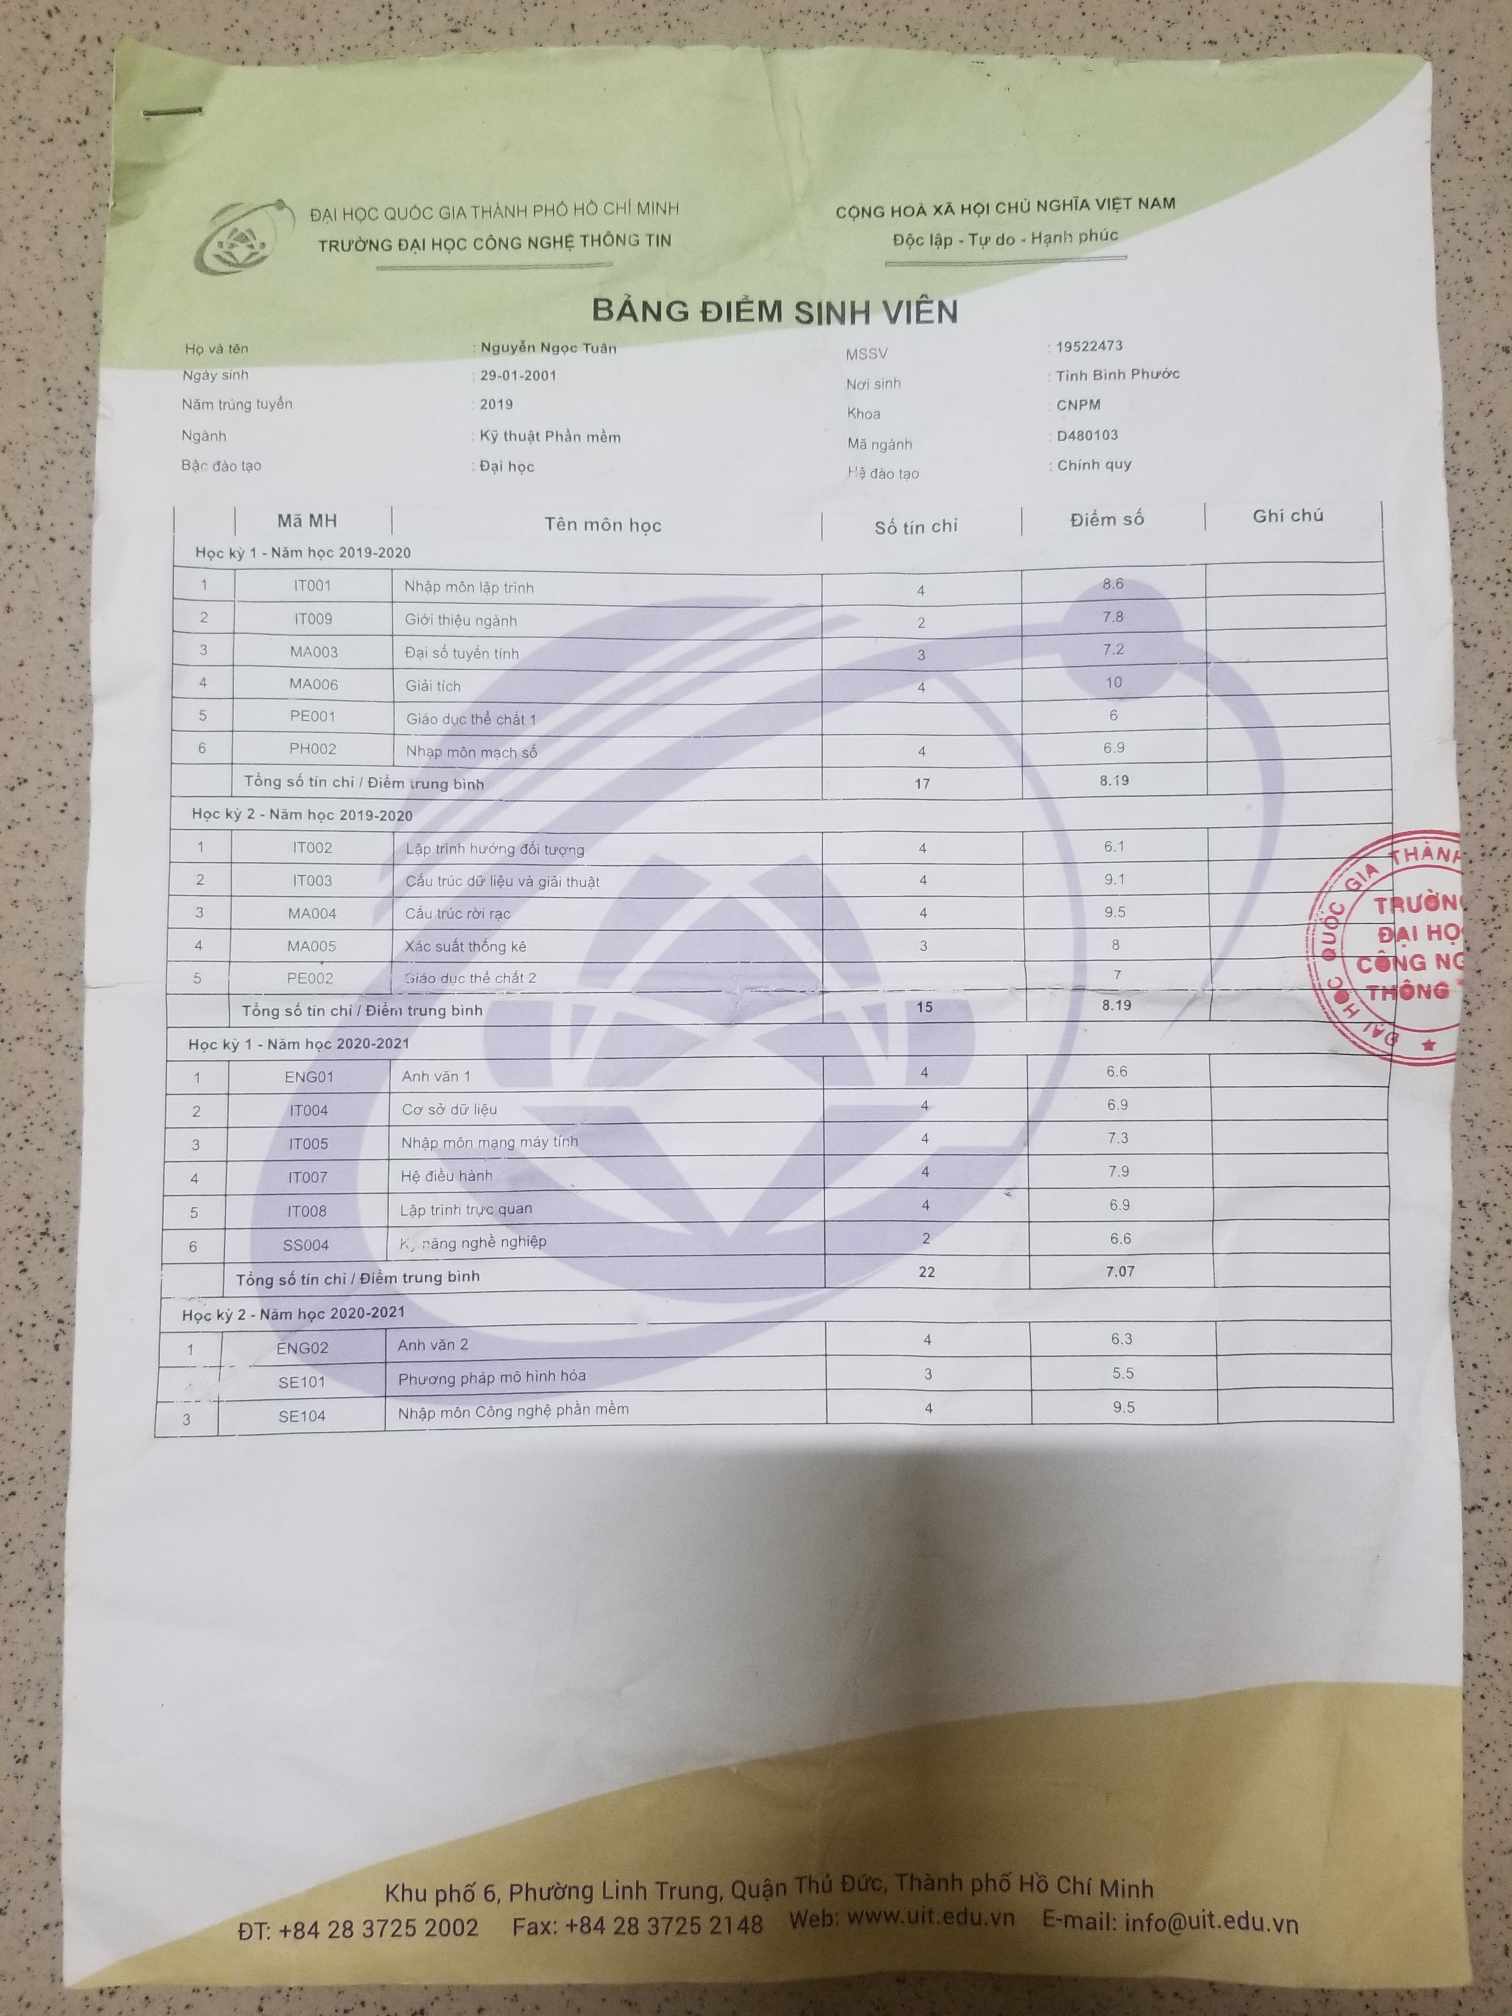 ĐẠI HỌC QUỐC GIA THÀNH PHỐ HỒ CHÍ MINH
TRƯỜNG ĐẠI HỌC CÔNG NGHỆ THÔNG TIN
CỘNG HOÀ XÃ HỘI CHỦ NGHĨA VIỆT NAM
Độc lập - Tự do - Hạnh phúc
BẢNG ĐIỂM SINH VIÊN
Họ và tên : Nguyễn Ngọc Tuân MSSV : 19522473
Ngày sinh : 29-01-2001 Nơi sinh : Tỉnh Bình Phước
Năm trúng tuyển : 2019 Khoa : CNPM
Ngành : Kỹ thuật Phần mềm Mã ngành : D480103
Bậc đào tạo : Đại học Hệ đào tạo : Chính quy
Mã MH Tên môn học Số tín chỉ Điểm số Ghi chú
Học kỳ 1 - Năm học 2019-2020
1 IT001 Nhập môn lập trình 4 8.6
2 IT009 Giới thiệu ngành 2 7.8
3 MA003 Đại số tuyến tính 3 7.2
4 MA006 Giải tích 4 10
5 PE001 Giáo dục thể chất 1 6
6 PH002 Nhập môn mạch số 4 6.9
Tổng số tín chỉ / Điểm trung bình 17 8.19
Học kỳ 2 - Năm học 2019-2020
1 IT002 Lập trình hướng đối tượng 4 6.1
2 IT003 Cấu trúc dữ liệu và giải thuật 4 9.1
3 MA004 Cấu trúc rời rạc 4 9.5
4 MA005 Xác suất thống kê 3 8
5 PE002 Giáo dục thể chất 2 7
Tổng số tín chỉ / Điểm trung bình 15 8.19
Học kỳ 1 - Năm học 2020-2021
1 ENG01 Anh văn 1 4 6.6
2 IT004 Cơ sở dữ liệu 4 6.9
3 IT005 Nhập môn mạng máy tính 4 7.3
4 IT007 Hệ điều hành 4 7.9
5 IT008 Lập trình trực quan 4 6.9
6 SS004 Kỹ năng nghề nghiệp 2 6.6
Tổng số tín chỉ / Điểm trung bình 22 7.07
Học kỳ 2 - Năm học 2020-2021
1 ENG02 Anh văn 2 4 6.3
SE101 Phương pháp mô hình hóa 3 5.5
3 SE104 Nhập môn Công nghệ phần mềm 4 9.5
ĐẠI HỌC QUỐC GIA THÀNH
TRƯỜNG
ĐẠI HỌC
CÔNG NG
THÔNG T
Khu phố 6, Phường Linh Trung, Quận Thủ Đức, Thành phố Hồ Chí Minh
ĐT: +84 28 3725 2002 Fax: +84 28 3725 2148 Web: www.uit.edu.vn E-mail: info@uit.edu.vn